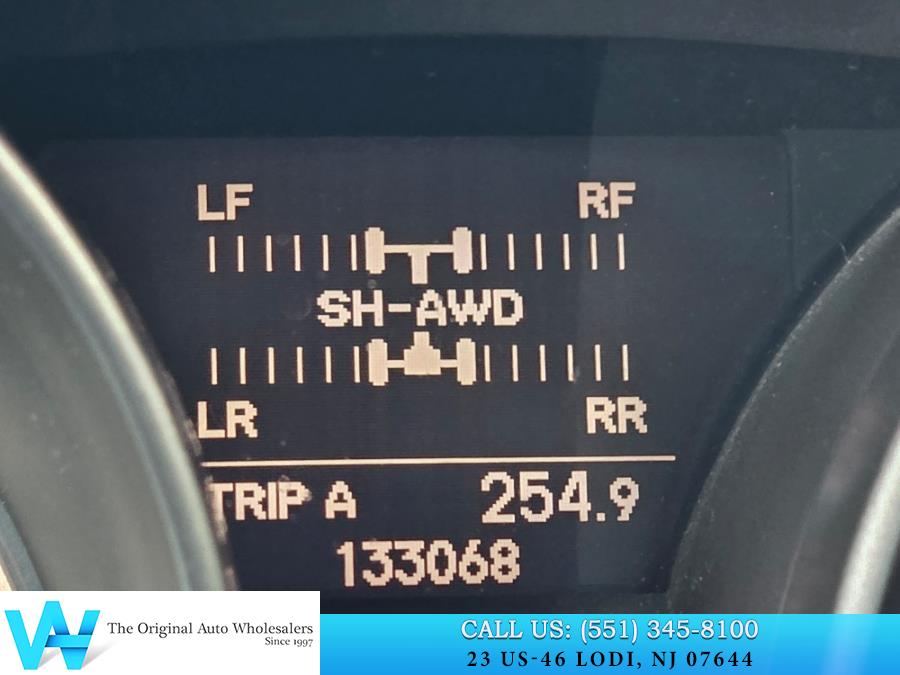 LF RF
SH-AWD
LR RR
TRIP A 254.9
133068
The Original Auto Wholesalers
Since 1997
CALL US: (551) 345-8100
23 US-46 LODI, NJ 07644